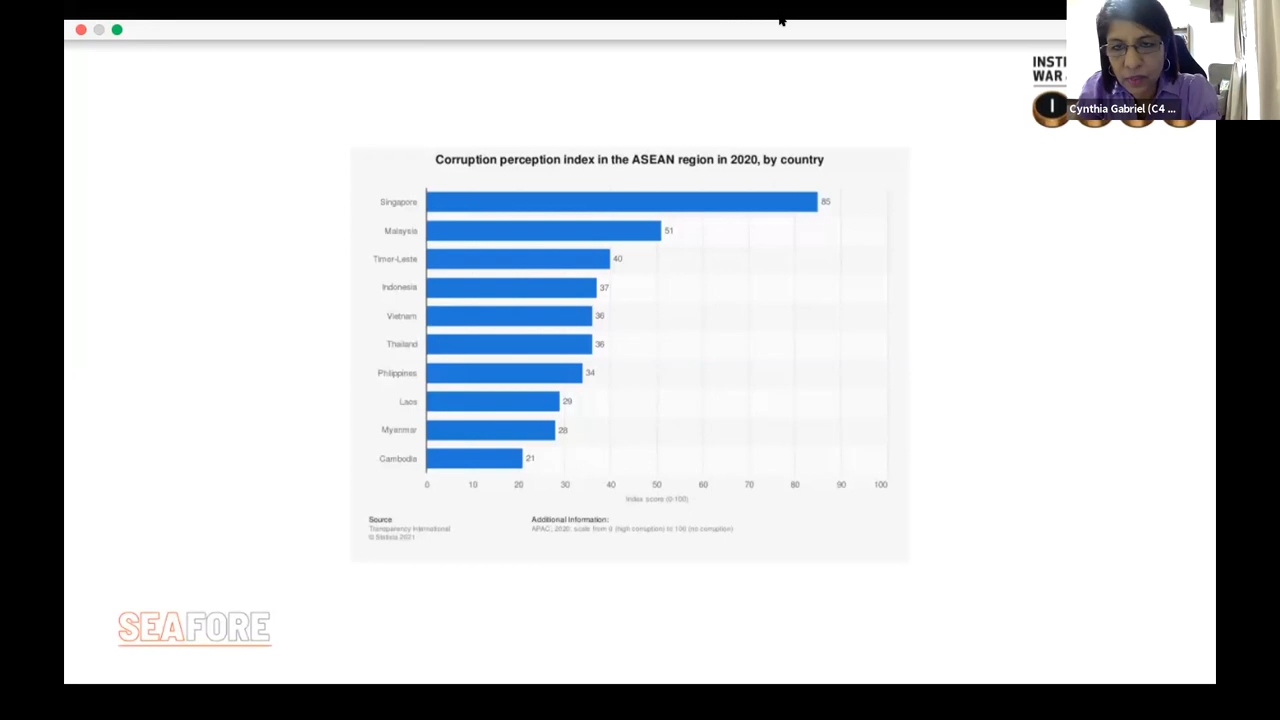 INSTI
WAR
Cynthia Gabriel (C4 ...
Corruption perception index in the ASEAN region in 2020, by country
Singapore 85
Malaysia 51
Timor-Leste 40
Indonesia 37
Vietnam 36
Thailand 36
Philippines 34
Laos 29
Myanmar 28
Cambodia 21
0 10 20 30 40 50 60 70 80 90 100
Index score (0-100)
Source
Transparency International
© Statista 2021
Additional Information:
APAC; 2020; scale from 0 (high corruption) to 100 (no corruption)
SEAFORE